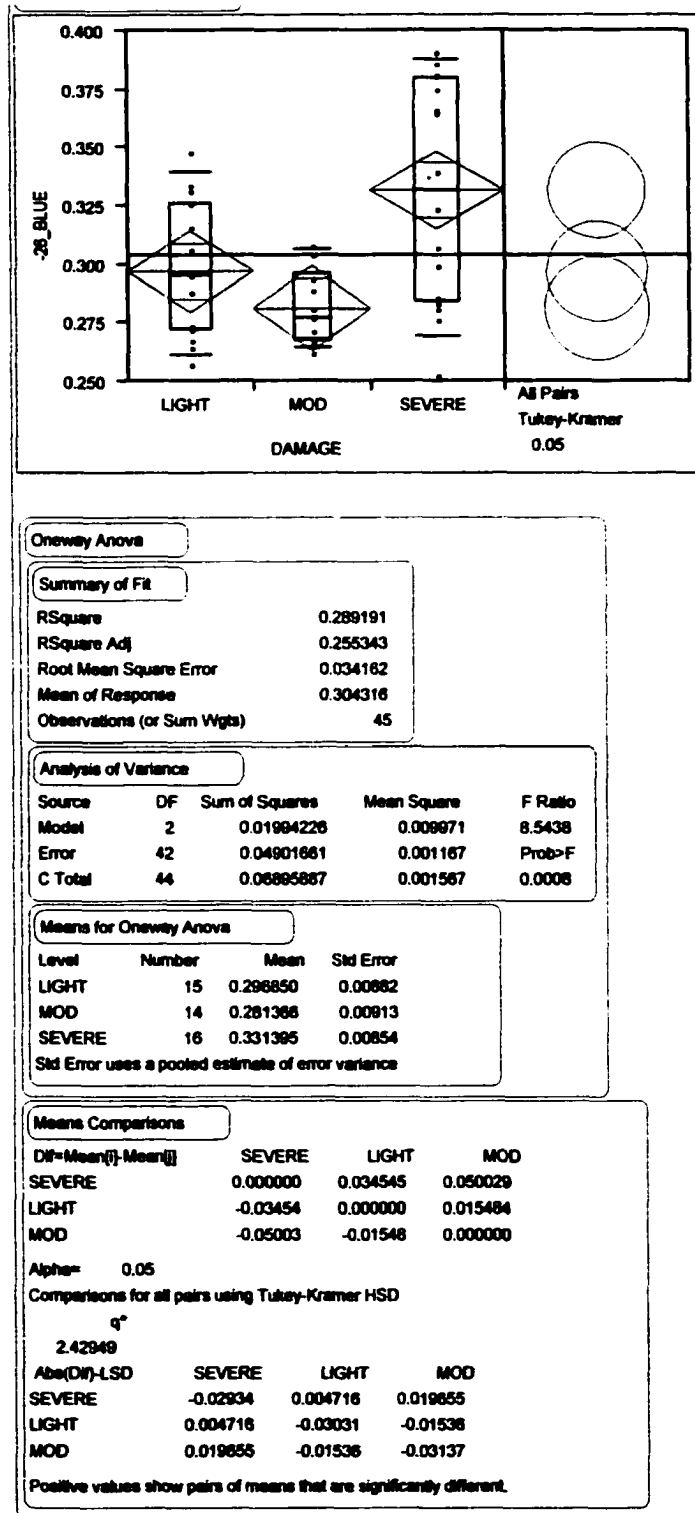 0.400
0.375
0.350
0.325
0.300
0.275
0.250
-26_BLUE
LIGHT MOD SEVERE
DAMAGE
All Pairs
Tukey-Kramer
0.05
Oneway Anova
Summary of Fit
RSquare 0.289191
RSquare Adj 0.255343
Root Mean Square Error 0.034162
Mean of Response 0.304316
Observations (or Sum Wgts) 45
Analysis of Variance
Source DF Sum of Squares Mean Square F Ratio
Model 2 0.01994226 0.009971 8.5438
Error 42 0.04901661 0.001167 Prob>F
C Total 44 0.06895887 0.001567 0.0008
Means for Oneway Anova
Level Number Mean Std Error
LIGHT 15 0.296850 0.00882
MOD 14 0.281366 0.00913
SEVERE 16 0.331395 0.00854
Std Error uses a pooled estimate of error variance
Means Comparisons
Dif=Mean[i]-Mean[j] SEVERE LIGHT MOD
SEVERE 0.000000 0.034545 0.050029
LIGHT -0.03454 0.000000 0.015484
MOD -0.05003 -0.01548 0.000000
Alpha= 0.05
Comparisons for all pairs using Tukey-Kramer HSD
q*
2.42949
Abs(Dif)-LSD SEVERE LIGHT MOD
SEVERE -0.02934 0.004716 0.019655
LIGHT 0.004716 -0.03031 -0.01536
MOD 0.019655 -0.01536 -0.03137
Positive values show pairs of means that are significantly different.